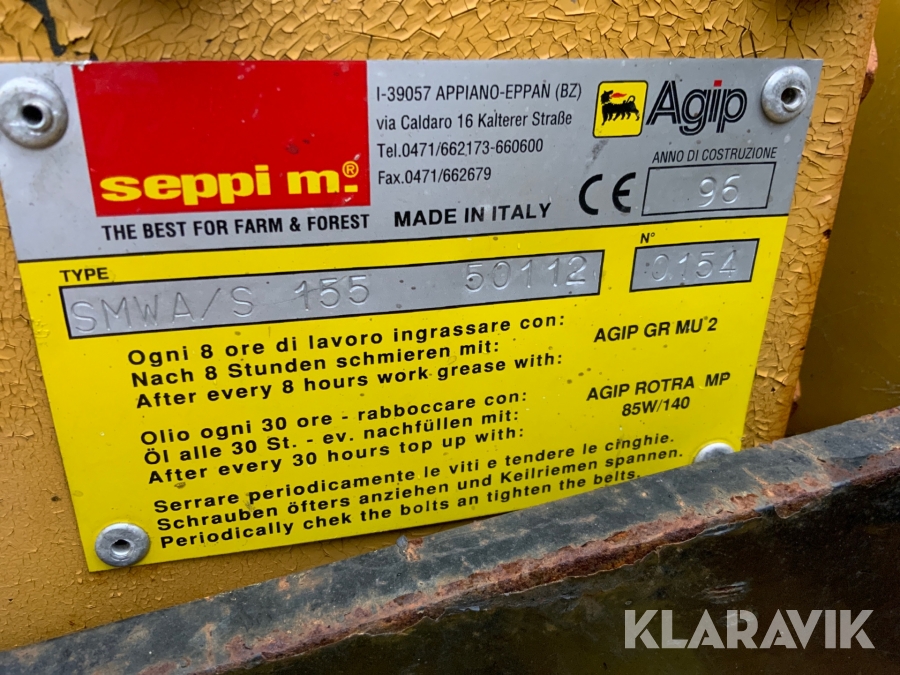 seppi m.®
THE BEST FOR FARM & FOREST
I-39057 APPIANO-EPPAN (BZ)
via Caldaro 16 Kalterer Straße
Tel.0471/662173-660600
Fax.0471/662679
MADE IN ITALY
CE
Agip
ANNO DI COSTRUZIONE
96
TYPE
SMWA/S 155 50112
N°
0154
Ogni 8 ore di lavoro ingrassare con:
Nach 8 Stunden schmieren mit:
After every 8 hours work grease with:
AGIP GR MU 2
Olio ogni 30 ore - rabboccare con:
Öl alle 30 St. - ev. nachfüllen mit:
After every 30 hours top up with:
AGIP ROTRA MP
85W/140
Serrare periodicamente le viti e tendere le cinghie.
Schrauben öfters anziehen und Keilriemen spannen.
Periodically chek the bolts an tighten the belts.
KLARAVIK